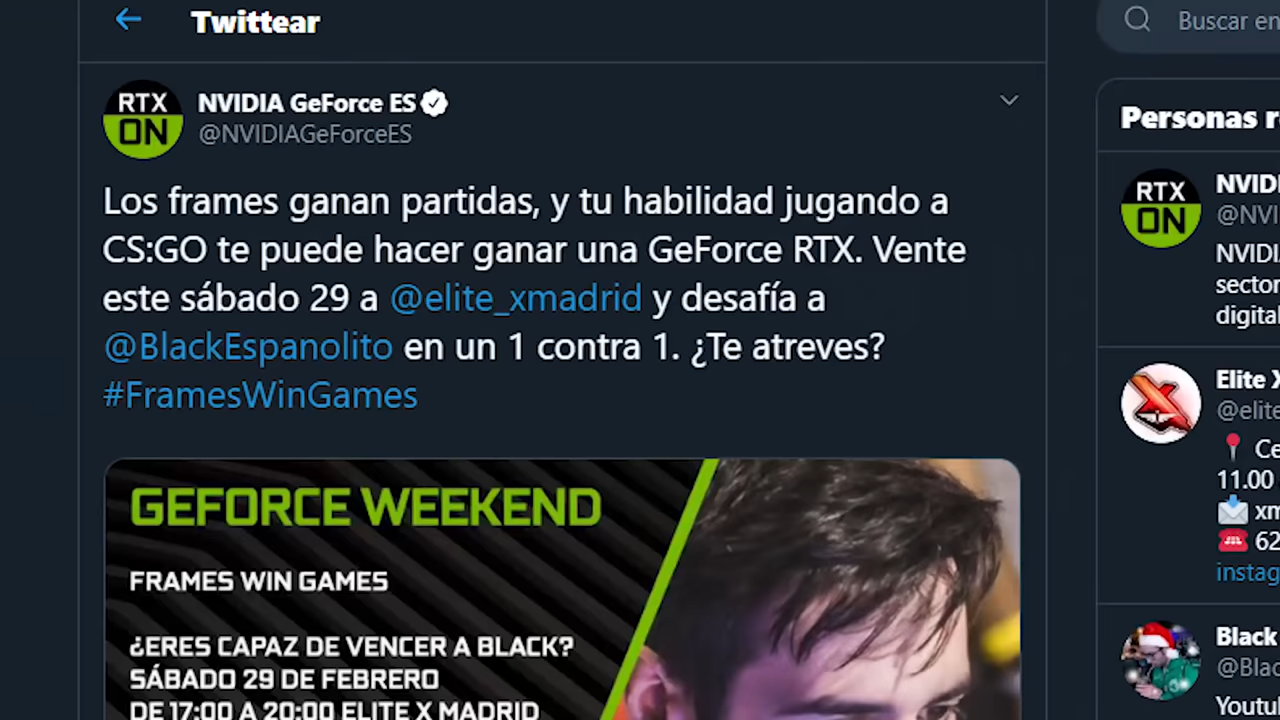 Twittear
Buscar en
RTX
ON
NVIDIA GeForce ES
@NVIDIAGeForceES
Los frames ganan partidas, y tu habilidad jugando a
CS:GO te puede hacer ganar una GeForce RTX. Vente
este sábado 29 a @elite_xmadrid y desafía a
@BlackEspanolito en un 1 contra 1. ¿Te atreves?
#FramesWinGames
GEFORCE WEEKEND
FRAMES WIN GAMES
¿ERES CAPAZ DE VENCER A BLACK?
SÁBADO 29 DE FEBRERO
DE 17:00 A 20:00 ELITE X MADRID
Personas r
RTX
ON
NVIDI
@NVI
NVIDI
sector
digital
Elite X
@elite
Ce
11.00
xm
62
instag
Black
@Blac
Youtu